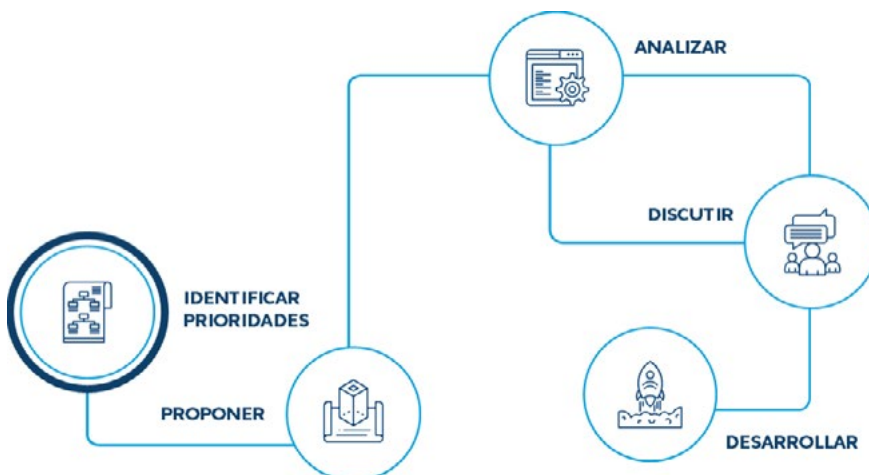 ANALIZAR
DISCUTIR
IDENTIFICAR
PRIORIDADES
PROPONER
DESARROLLAR